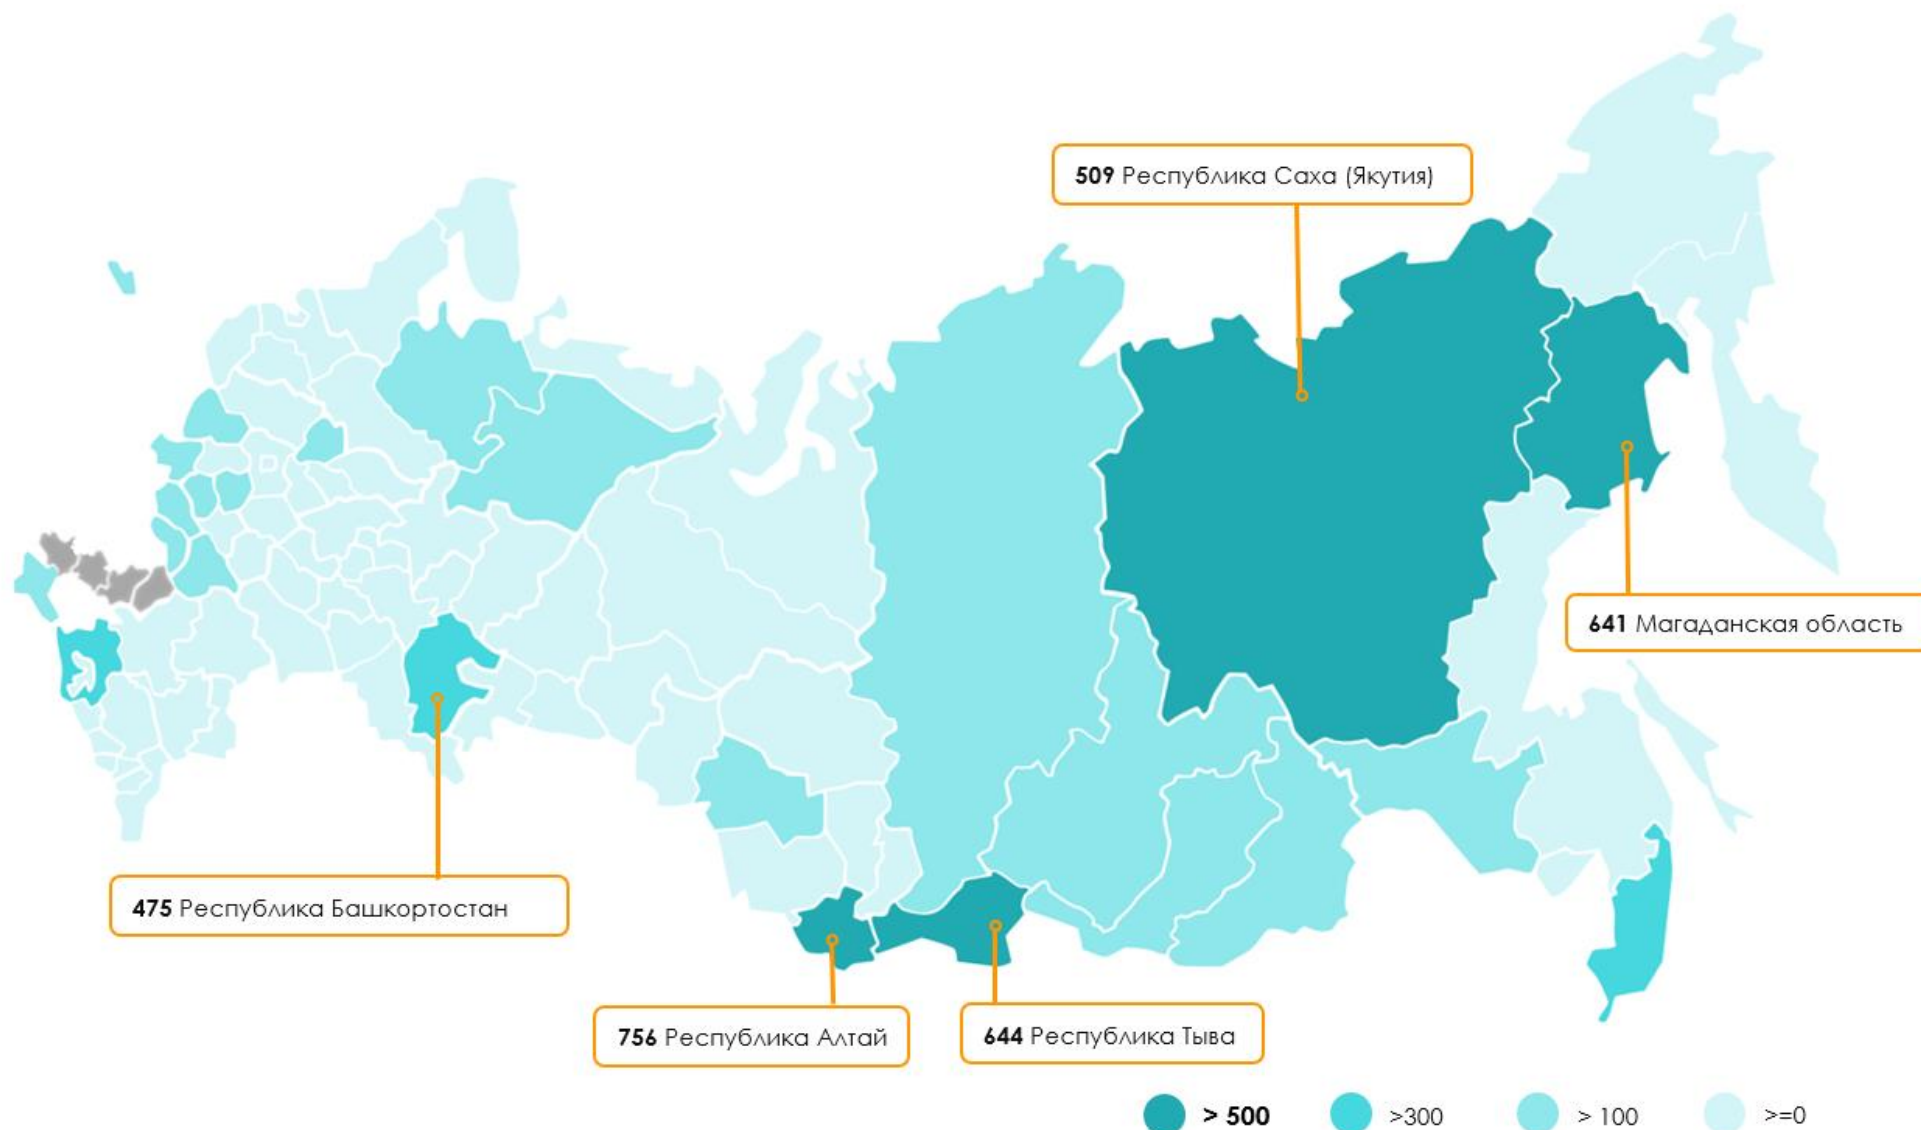 509 Республика Саха (Якутия)
641 Магаданская область
475 Республика Башкортостан
756 Республика Алтай
644 Республика Тыва
> 500
>300
> 100
>=0